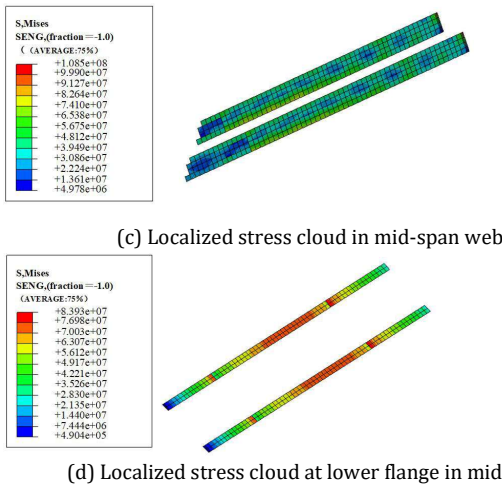 S,Mises
SENG,(fraction=-1.0)
( (AVERAGE:75%)
+1.085e+08
+9.990e+07
+9.127e+07
+8.264e+07
+7.410e+07
+6.538e+07
+5.675e+07
+4.812e+07
+3.949e+07
+3.086e+07
+2.224e+07
+1.361e+07
+4.978e+06
(c) Localized stress cloud in mid-span web
S,Mises
SENG,(fraction=-1.0)
(AVERAGE:75%)
+8.393e+07
+7.698e+07
+7.003e+07
+6.307e+07
+5.612e+07
+4.917e+07
+4.221e+07
+3.526e+07
+2.830e+07
+2.135e+07
+1.440e+07
+7.444e+06
+4.904e+05
(d) Localized stress cloud at lower flange in mid